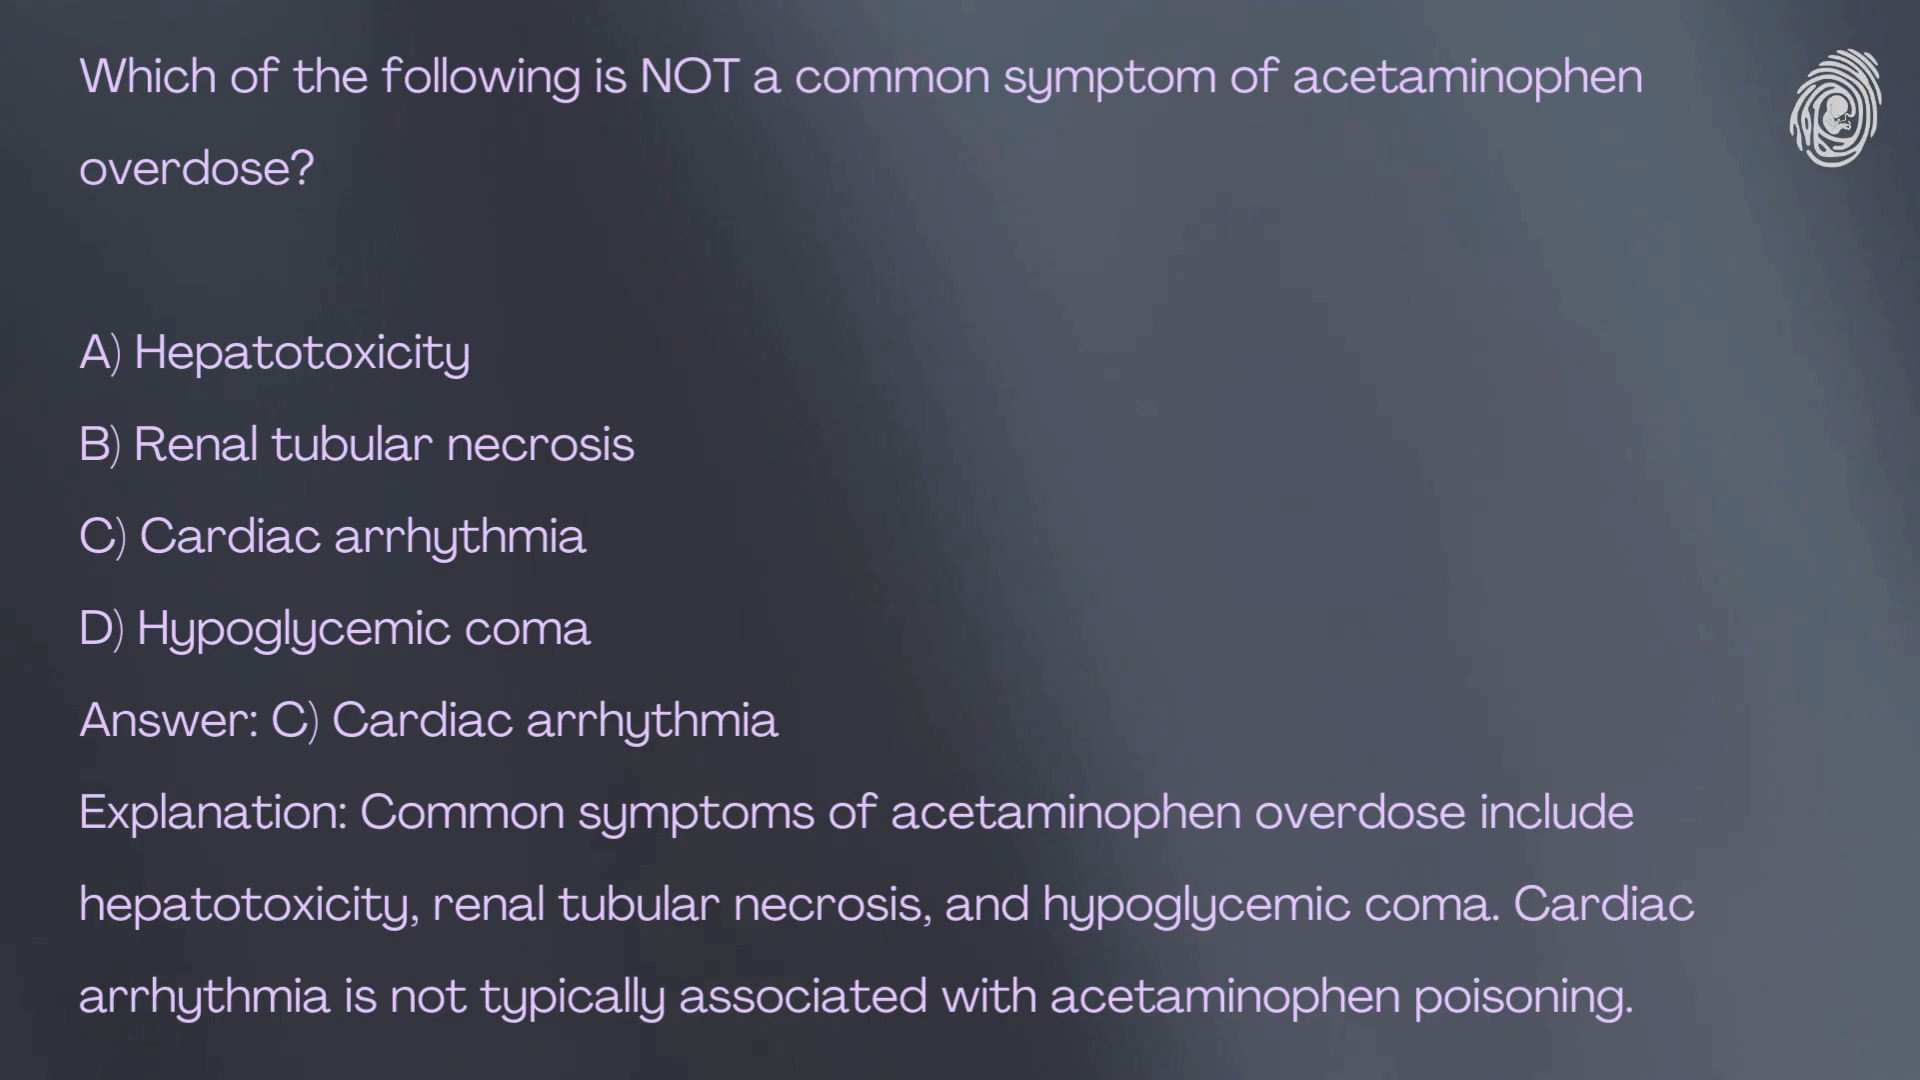 Which of the following is NOT a common symptom of acetaminophen
overdose?
A) Hepatotoxicity
B) Renal tubular necrosis
C) Cardiac arrhythmia
D) Hypoglycemic coma
Answer: C) Cardiac arrhythmia
Explanation: Common symptoms of acetaminophen overdose include
hepatotoxicity, renal tubular necrosis, and hypoglycemic coma. Cardiac
arrhythmia is not typically associated with acetaminophen poisoning.